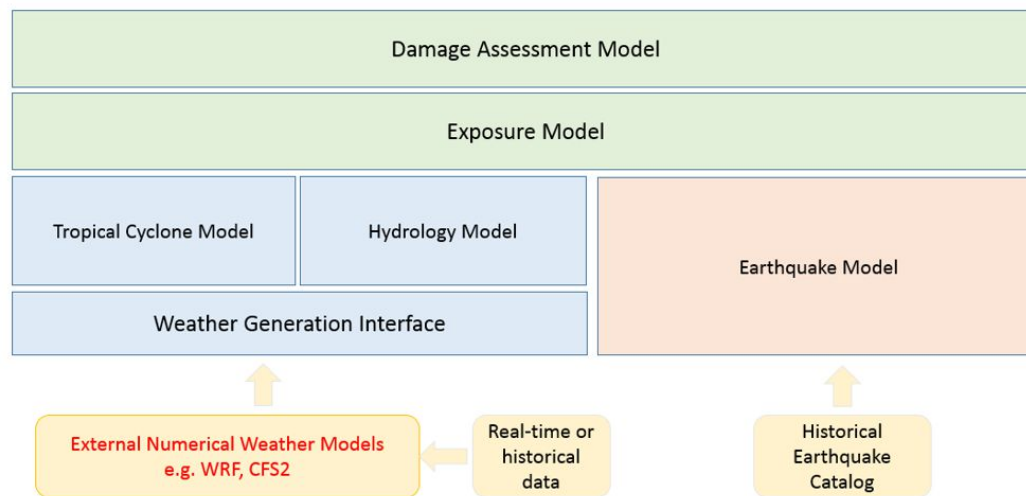 Damage Assessment Model
Exposure Model
Tropical Cyclone Model
Hydrology Model
Earthquake Model
Weather Generation Interface
External Numerical Weather Models
e.g. WRF, CFS2
Real-time or
historical
data
Historical
Earthquake
Catalog